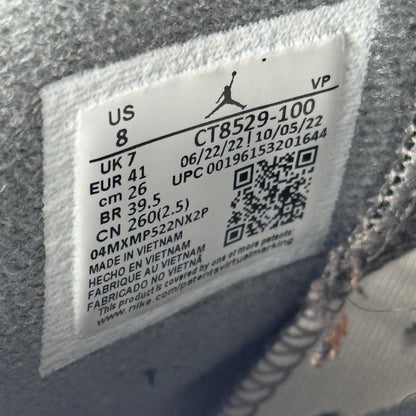 VP
US
8
CT8529-100
06/22/22 | 10/05/22
UPC 00196153201644
UK 7
EUR 41
cm 26
BR 39.5
CN 260(2.5)
04MXMP522NX2P
MADE IN VIETNAM
HECHO EN VIETNAM
FABRIQUE AU VIETNAM
FABRICADO NO VIETNÃ
This product is covered by one or more patents.
www.nike.com/patentsvirtualmarking